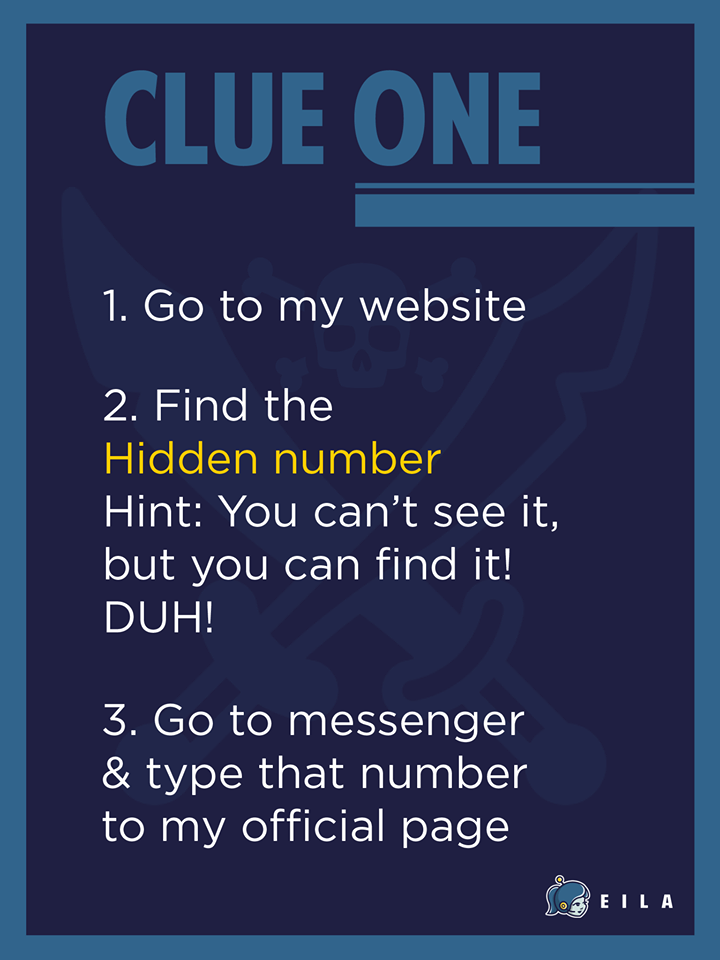 CLUE ONE
1. Go to my website
2. Find the
Hidden number
Hint: You can’t see it,
but you can find it!
DUH!
3. Go to messenger
& type that number
to my official page
EILA